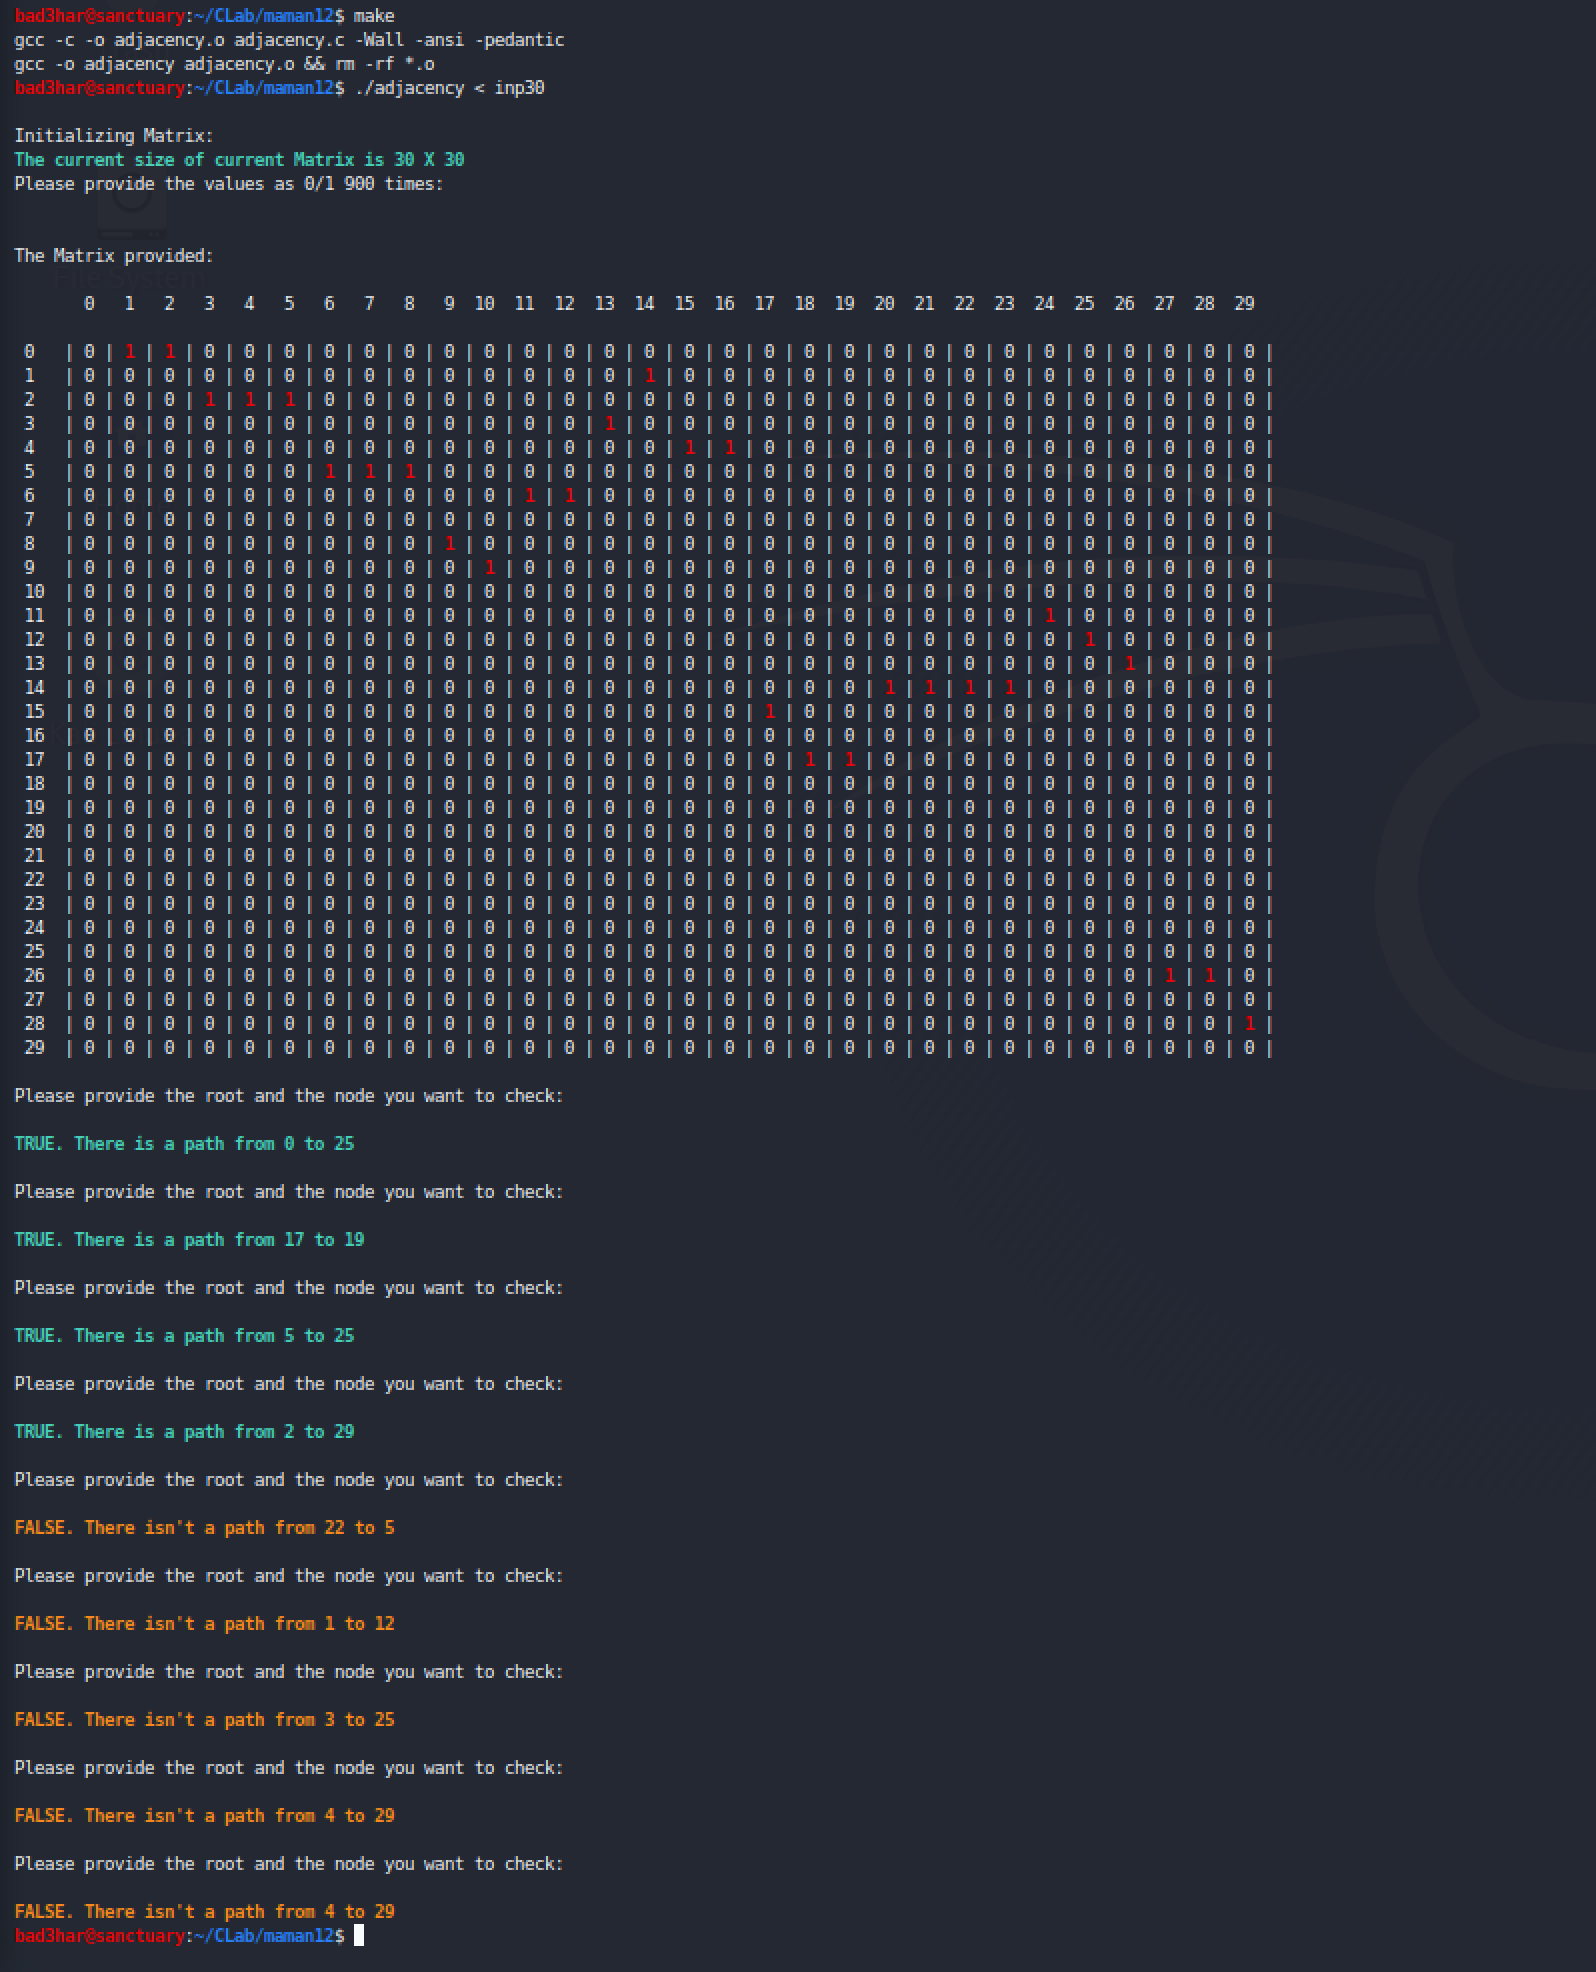 bad3har@sanctuary:~/CLab/maman12$ make
gcc -c -o adjacency.o adjacency.c -Wall -ansi -pedantic
gcc -o adjacency adjacency.o && rm -rf *.o
bad3har@sanctuary:~/CLab/maman12$ ./adjacency < inp30
Initializing Matrix:
The current size of current Matrix is 30 X 30
Please provide the values as 0/1 900 times:
The Matrix provided:
File System
0 1 2 3 4 5 6 7 8 9 10 11 12 13 14 15 16 17 18 19 20 21 22 23 24 25 26 27 28 29
0 | 0 | 1 | 1 | 0 | 0 | 0 | 0 | 0 | 0 | 0 | 0 | 0 | 0 | 0 | 0 | 0 | 0 | 0 | 0 | 0 | 0 | 0 | 0 | 0 | 0 | 0 | 0 | 0 | 0 | 0 |
1 | 0 | 0 | 0 | 0 | 0 | 0 | 0 | 0 | 0 | 0 | 0 | 0 | 0 | 0 | 1 | 0 | 0 | 0 | 0 | 0 | 0 | 0 | 0 | 0 | 0 | 0 | 0 | 0 | 0 | 0 |
2 | 0 | 0 | 0 | 1 | 1 | 1 | 0 | 0 | 0 | 0 | 0 | 0 | 0 | 0 | 0 | 0 | 0 | 0 | 0 | 0 | 0 | 0 | 0 | 0 | 0 | 0 | 0 | 0 | 0 | 0 |
3 | 0 | 0 | 0 | 0 | 0 | 0 | 0 | 0 | 0 | 0 | 0 | 0 | 0 | 1 | 0 | 0 | 0 | 0 | 0 | 0 | 0 | 0 | 0 | 0 | 0 | 0 | 0 | 0 | 0 | 0 |
4 | 0 | 0 | 0 | 0 | 0 | 0 | 0 | 0 | 0 | 0 | 0 | 0 | 0 | 0 | 0 | 1 | 1 | 0 | 0 | 0 | 0 | 0 | 0 | 0 | 0 | 0 | 0 | 0 | 0 | 0 |
5 | 0 | 0 | 0 | 0 | 0 | 0 | 1 | 1 | 1 | 0 | 0 | 0 | 0 | 0 | 0 | 0 | 0 | 0 | 0 | 0 | 0 | 0 | 0 | 0 | 0 | 0 | 0 | 0 | 0 | 0 |
6 | 0 | 0 | 0 | 0 | 0 | 0 | 0 | 0 | 0 | 0 | 0 | 1 | 1 | 0 | 0 | 0 | 0 | 0 | 0 | 0 | 0 | 0 | 0 | 0 | 0 | 0 | 0 | 0 | 0 | 0 |
7 | 0 | 0 | 0 | 0 | 0 | 0 | 0 | 0 | 0 | 0 | 0 | 0 | 0 | 0 | 0 | 0 | 0 | 0 | 0 | 0 | 0 | 0 | 0 | 0 | 0 | 0 | 0 | 0 | 0 | 0 |
8 | 0 | 0 | 0 | 0 | 0 | 0 | 0 | 0 | 0 | 1 | 0 | 0 | 0 | 0 | 0 | 0 | 0 | 0 | 0 | 0 | 0 | 0 | 0 | 0 | 0 | 0 | 0 | 0 | 0 | 0 |
9 | 0 | 0 | 0 | 0 | 0 | 0 | 0 | 0 | 0 | 0 | 1 | 0 | 0 | 0 | 0 | 0 | 0 | 0 | 0 | 0 | 0 | 0 | 0 | 0 | 0 | 0 | 0 | 0 | 0 | 0 |
10 | 0 | 0 | 0 | 0 | 0 | 0 | 0 | 0 | 0 | 0 | 0 | 0 | 0 | 0 | 0 | 0 | 0 | 0 | 0 | 0 | 0 | 0 | 0 | 0 | 0 | 0 | 0 | 0 | 0 | 0 |
11 | 0 | 0 | 0 | 0 | 0 | 0 | 0 | 0 | 0 | 0 | 0 | 0 | 0 | 0 | 0 | 0 | 0 | 0 | 0 | 0 | 0 | 0 | 0 | 0 | 1 | 0 | 0 | 0 | 0 | 0 |
12 | 0 | 0 | 0 | 0 | 0 | 0 | 0 | 0 | 0 | 0 | 0 | 0 | 0 | 0 | 0 | 0 | 0 | 0 | 0 | 0 | 0 | 0 | 0 | 0 | 0 | 1 | 0 | 0 | 0 | 0 |
13 | 0 | 0 | 0 | 0 | 0 | 0 | 0 | 0 | 0 | 0 | 0 | 0 | 0 | 0 | 0 | 0 | 0 | 0 | 0 | 0 | 0 | 0 | 0 | 0 | 0 | 0 | 1 | 0 | 0 | 0 |
14 | 0 | 0 | 0 | 0 | 0 | 0 | 0 | 0 | 0 | 0 | 0 | 0 | 0 | 0 | 0 | 0 | 0 | 0 | 0 | 0 | 1 | 1 | 1 | 1 | 0 | 0 | 0 | 0 | 0 | 0 |
15 | 0 | 0 | 0 | 0 | 0 | 0 | 0 | 0 | 0 | 0 | 0 | 0 | 0 | 0 | 0 | 0 | 0 | 1 | 0 | 0 | 0 | 0 | 0 | 0 | 0 | 0 | 0 | 0 | 0 | 0 |
16 | 0 | 0 | 0 | 0 | 0 | 0 | 0 | 0 | 0 | 0 | 0 | 0 | 0 | 0 | 0 | 0 | 0 | 0 | 0 | 0 | 0 | 0 | 0 | 0 | 0 | 0 | 0 | 0 | 0 | 0 |
17 | 0 | 0 | 0 | 0 | 0 | 0 | 0 | 0 | 0 | 0 | 0 | 0 | 0 | 0 | 0 | 0 | 0 | 0 | 1 | 1 | 0 | 0 | 0 | 0 | 0 | 0 | 0 | 0 | 0 | 0 |
18 | 0 | 0 | 0 | 0 | 0 | 0 | 0 | 0 | 0 | 0 | 0 | 0 | 0 | 0 | 0 | 0 | 0 | 0 | 0 | 0 | 0 | 0 | 0 | 0 | 0 | 0 | 0 | 0 | 0 | 0 |
19 | 0 | 0 | 0 | 0 | 0 | 0 | 0 | 0 | 0 | 0 | 0 | 0 | 0 | 0 | 0 | 0 | 0 | 0 | 0 | 0 | 0 | 0 | 0 | 0 | 0 | 0 | 0 | 0 | 0 | 0 |
20 | 0 | 0 | 0 | 0 | 0 | 0 | 0 | 0 | 0 | 0 | 0 | 0 | 0 | 0 | 0 | 0 | 0 | 0 | 0 | 0 | 0 | 0 | 0 | 0 | 0 | 0 | 0 | 0 | 0 | 0 |
21 | 0 | 0 | 0 | 0 | 0 | 0 | 0 | 0 | 0 | 0 | 0 | 0 | 0 | 0 | 0 | 0 | 0 | 0 | 0 | 0 | 0 | 0 | 0 | 0 | 0 | 0 | 0 | 0 | 0 | 0 |
22 | 0 | 0 | 0 | 0 | 0 | 0 | 0 | 0 | 0 | 0 | 0 | 0 | 0 | 0 | 0 | 0 | 0 | 0 | 0 | 0 | 0 | 0 | 0 | 0 | 0 | 0 | 0 | 0 | 0 | 0 |
23 | 0 | 0 | 0 | 0 | 0 | 0 | 0 | 0 | 0 | 0 | 0 | 0 | 0 | 0 | 0 | 0 | 0 | 0 | 0 | 0 | 0 | 0 | 0 | 0 | 0 | 0 | 0 | 0 | 0 | 0 |
24 | 0 | 0 | 0 | 0 | 0 | 0 | 0 | 0 | 0 | 0 | 0 | 0 | 0 | 0 | 0 | 0 | 0 | 0 | 0 | 0 | 0 | 0 | 0 | 0 | 0 | 0 | 0 | 0 | 0 | 0 |
25 | 0 | 0 | 0 | 0 | 0 | 0 | 0 | 0 | 0 | 0 | 0 | 0 | 0 | 0 | 0 | 0 | 0 | 0 | 0 | 0 | 0 | 0 | 0 | 0 | 0 | 0 | 0 | 0 | 0 | 0 |
26 | 0 | 0 | 0 | 0 | 0 | 0 | 0 | 0 | 0 | 0 | 0 | 0 | 0 | 0 | 0 | 0 | 0 | 0 | 0 | 0 | 0 | 0 | 0 | 0 | 0 | 0 | 0 | 1 | 1 | 0 |
27 | 0 | 0 | 0 | 0 | 0 | 0 | 0 | 0 | 0 | 0 | 0 | 0 | 0 | 0 | 0 | 0 | 0 | 0 | 0 | 0 | 0 | 0 | 0 | 0 | 0 | 0 | 0 | 0 | 0 | 0 |
28 | 0 | 0 | 0 | 0 | 0 | 0 | 0 | 0 | 0 | 0 | 0 | 0 | 0 | 0 | 0 | 0 | 0 | 0 | 0 | 0 | 0 | 0 | 0 | 0 | 0 | 0 | 0 | 0 | 0 | 1 |
29 | 0 | 0 | 0 | 0 | 0 | 0 | 0 | 0 | 0 | 0 | 0 | 0 | 0 | 0 | 0 | 0 | 0 | 0 | 0 | 0 | 0 | 0 | 0 | 0 | 0 | 0 | 0 | 0 | 0 | 0 |
Please provide the root and the node you want to check:
TRUE. There is a path from 0 to 25
Please provide the root and the node you want to check:
TRUE. There is a path from 17 to 19
Please provide the root and the node you want to check:
TRUE. There is a path from 5 to 25
Please provide the root and the node you want to check:
TRUE. There is a path from 2 to 29
Please provide the root and the node you want to check:
FALSE. There isn't a path from 22 to 5
Please provide the root and the node you want to check:
FALSE. There isn't a path from 1 to 12
Please provide the root and the node you want to check:
FALSE. There isn't a path from 3 to 25
Please provide the root and the node you want to check:
FALSE. There isn't a path from 4 to 29
Please provide the root and the node you want to check:
FALSE. There isn't a path from 4 to 29
bad3har@sanctuary:~/CLab/maman12$